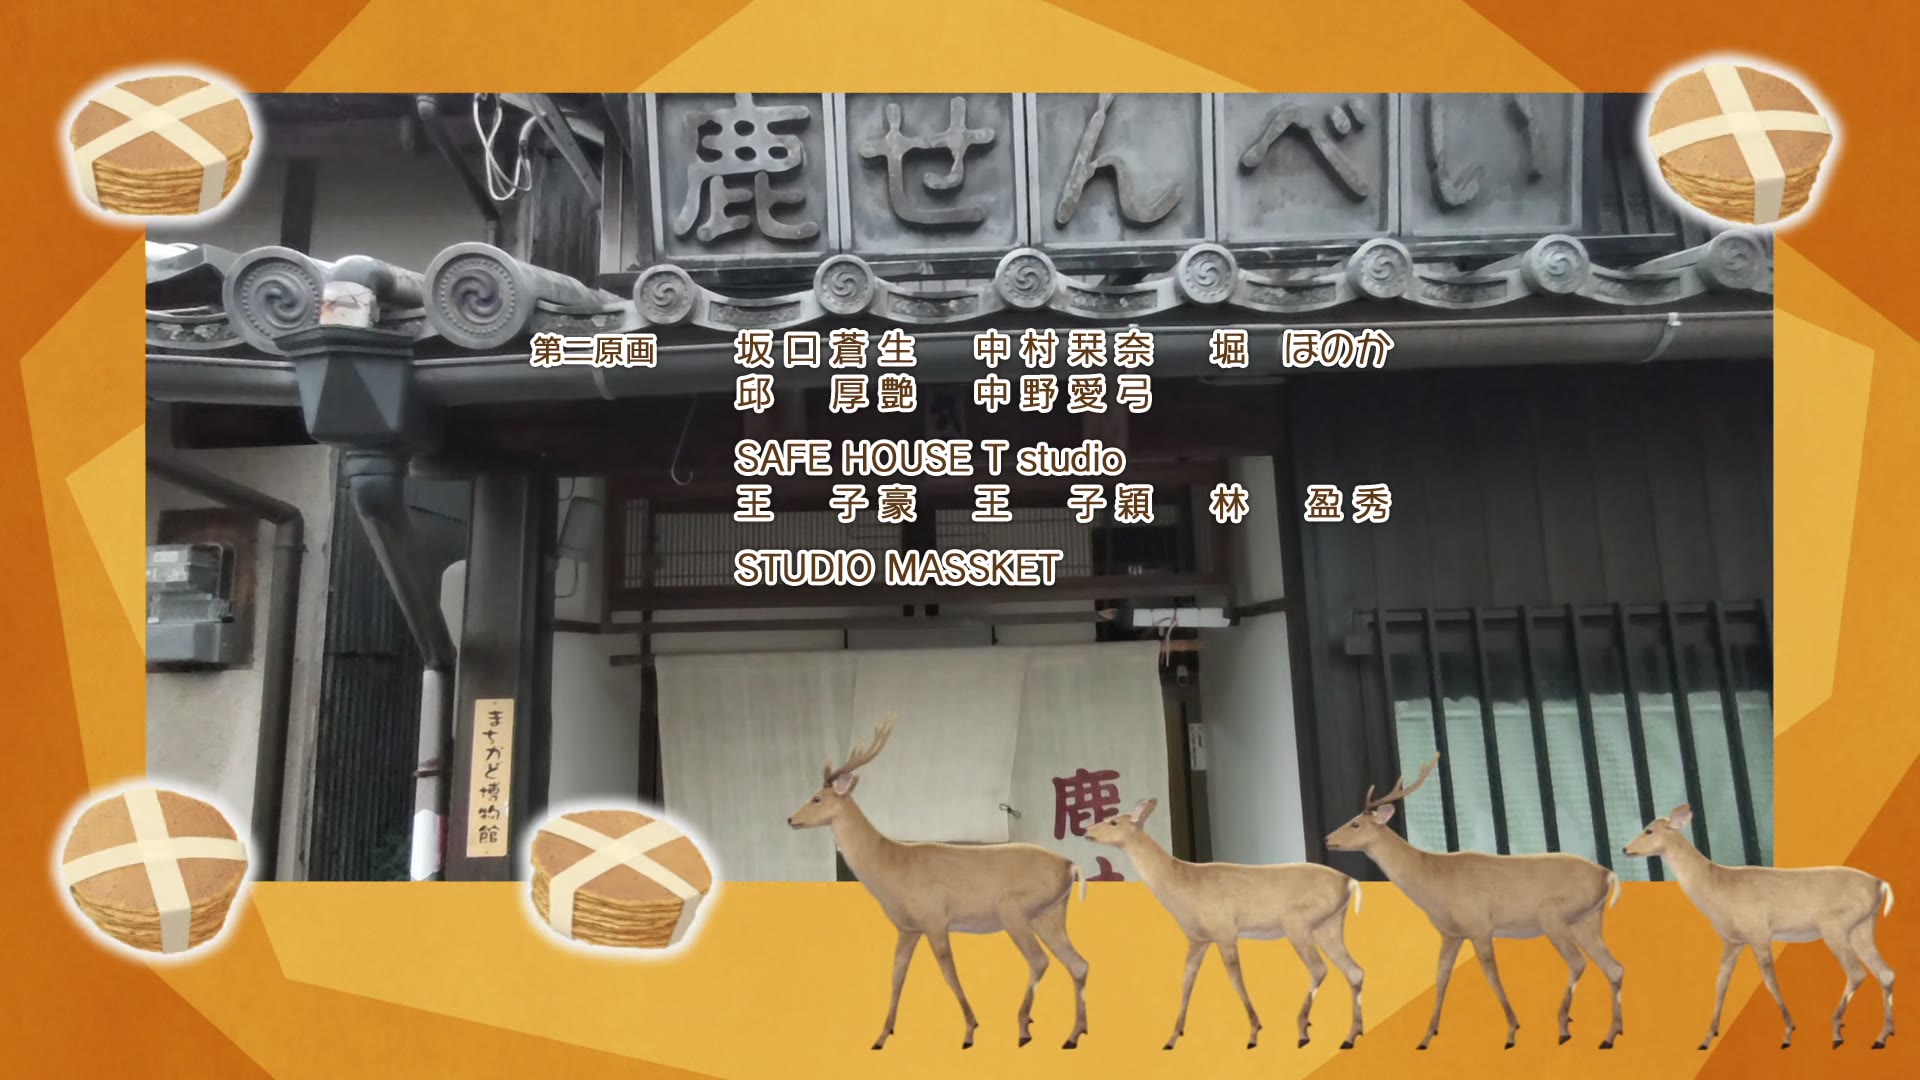 鹿せんべい
第二原画 坂口蒼生 中村栞奈 堀 ほのか
邱 厚艶 中野愛弓
SAFE HOUSE T studio
王 子豪 王 子穎 林 盈秀
STUDIO MASSKET
まちかど博物館
鹿